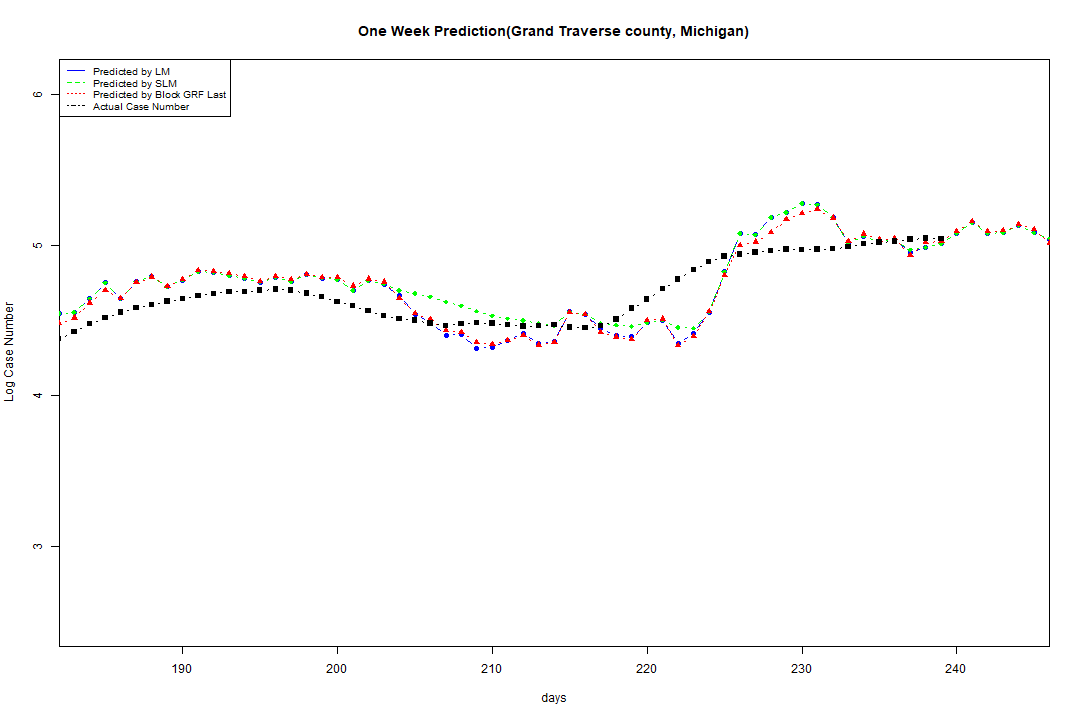 One Week Prediction(Grand Traverse county, Michigan)
Predicted by LM
Predicted by SLM
Predicted by Block GRF Last
Actual Case Number
6
5
4
3
Log Case Number
190 200 210 220 230 240
days